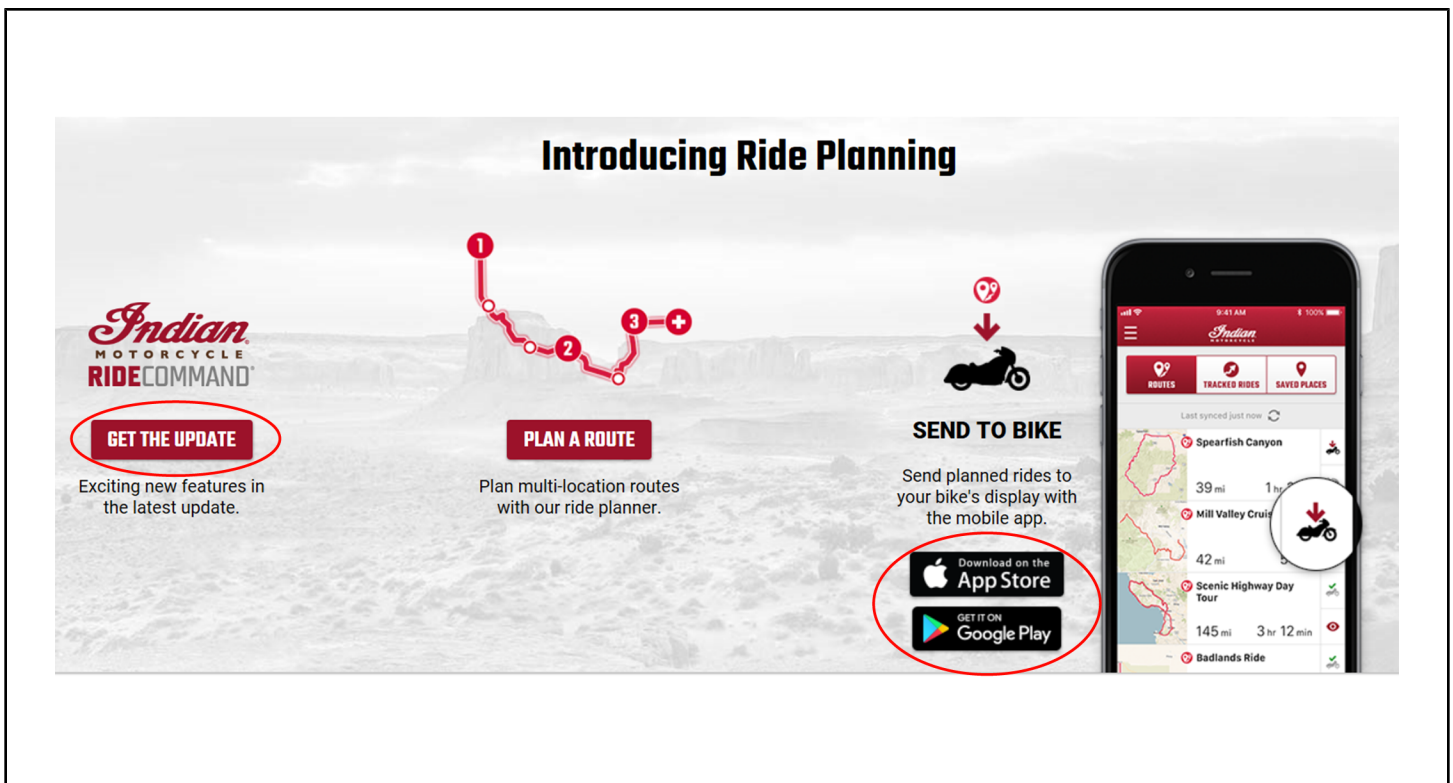 Introducing Ride Planning
Indian
MOTORCYCLE
RIDECOMMAND®
GET THE UPDATE
Exciting new features in
the latest update.
1
2
3
PLAN A ROUTE
Plan multi-location routes
with our ride planner.
SEND TO BIKE
Send planned rides to
your bike's display with
the mobile app.
Download on the
App Store
GET IT ON
Google Play
9:41 AM
100%
Indian
MOTORCYCLE
ROUTES
TRACKED RIDES
SAVED PLACES
Last synced just now
Spearfish Canyon
39 mi
1 hr
Mill Valley Cruis
42 mi
Scenic Highway Day
Tour
145 mi 3 hr 12 min
Badlands Ride